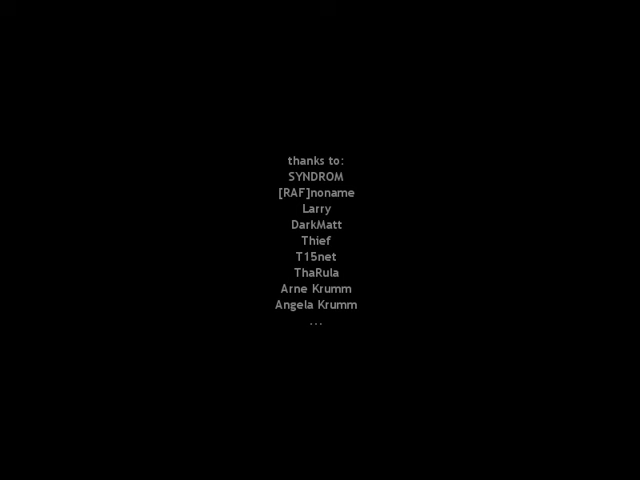 thanks to:
SYNDROM
[RAF]noname
Larry
DarkMatt
Thief
T15net
ThaRula
Arne Krumm
Angela Krumm
...